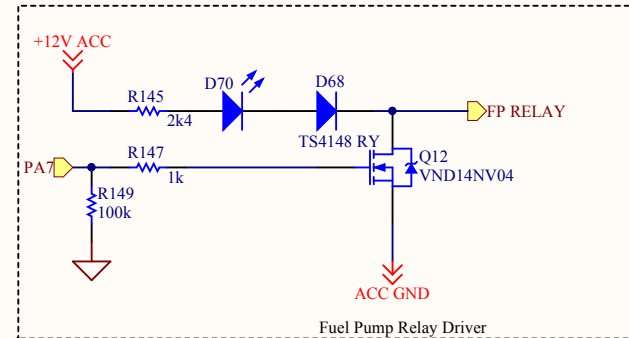 +12V ACC
R145
2k4
D70
D68
TS4148 RY
FP RELAY
PA7
R147
1k
Q12
VND14NV04
R149
100k
ACC GND
Fuel Pump Relay Driver